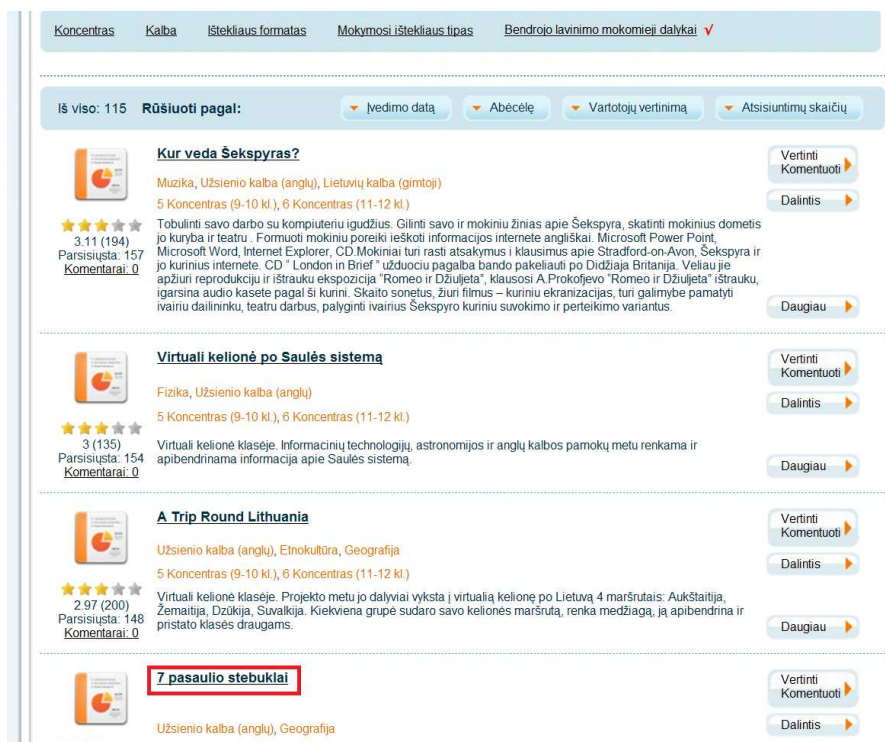 Koncentras Kalba Ištekliaus formatas Mokymosi ištekliaus tipas Bendrojo lavinimo mokomieji dalykai √
Iš viso: 115 Rūšiuoti pagal: Įvedimo datą Abėcėlę Vartotojų vertinimą Atsisiuntimų skaičių
Kur veda Šekspyras?
Muzika, Užsienio kalba (anglų), Lietuvių kalba (gimtoji)
5 Koncentras (9-10 kl.), 6 Koncentras (11-12 kl.)
3.11 (194)
Parsisiųsta: 157
Komentarai: 0
Tobulinti savo darbo su kompiuteriu igudžius. Gilinti savo ir mokiniu žinias apie Šekspyra, skatinti mokinius dometis
jo kuryba ir teatru . Formuoti mokiniu poreiki ieškoti informacijos internete angliškai. Microsoft Power Point,
Microsoft Word, Internet Explorer, CD.Mokiniai turi rasti atsakymus i klausimus apie Stradford-on-Avon, Šekspyra ir
jo kurinius internete. CD " London in Brief " užduociu pagalba bando pakeliauti po Didžiaja Britanija. Veliau jie
apžiuri reprodukciju ir ištrauku ekspozicija "Romeo ir Džiuljeta", klausosi A.Prokofjevo "Romeo ir Džiuljeta" ištrauku,
igarsina audio kasete pagal ši kurini. Skaito sonetus, žiuri filmus – kuriniu ekranizacijas, turi galimybe pamatyti
ivairiu dailininku, teatru darbus, palyginti ivairius Šekspyro kuriniu suvokimo ir perteikimo variantus.
Vertinti
Komentuoti
Dalintis
Daugiau
Virtuali kelionė po Saulės sistemą
Fizika, Užsienio kalba (anglų)
5 Koncentras (9-10 kl.), 6 Koncentras (11-12 kl.)
3 (135)
Parsisiųsta: 154
Komentarai: 0
Virtuali kelionė klasėje. Informacinių technologijų, astronomijos ir anglų kalbos pamokų metu renkama ir
apibendrinama informacija apie Saulės sistemą.
Vertinti
Komentuoti
Dalintis
Daugiau
A Trip Round Lithuania
Užsienio kalba (anglų), Etnokultūra, Geografija
5 Koncentras (9-10 kl.), 6 Koncentras (11-12 kl.)
2.97 (200)
Parsisiųsta: 148
Komentarai: 0
Virtuali kelionė klasėje. Projekto metu jo dalyviai vyksta į virtualią kelionę po Lietuvą 4 maršrutais: Aukštaitija,
Žemaitija, Dzūkija, Suvalkija. Kiekviena grupė sudaro savo kelionės maršrutą, renka medžiagą, ją apibendrina ir
pristato klasės draugams.
Vertinti
Komentuoti
Dalintis
Daugiau
7 pasaulio stebuklai
Užsienio kalba (anglų), Geografija
Vertinti
Komentuoti
Dalintis